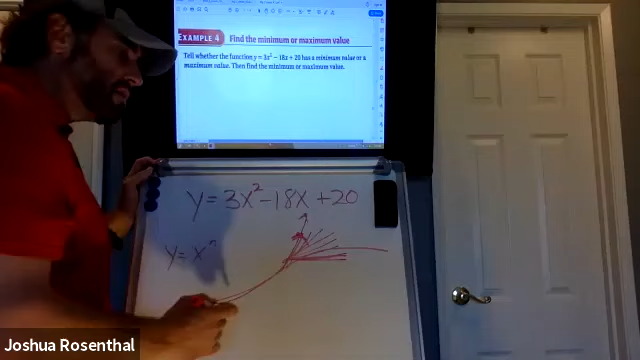 EXAMPLE 4 Find the minimum or maximum value
Tell whether the function y = 3x² − 18x + 20 has a minimum value or a
maximum value. Then find the minimum or maximum value.
y = 3x² − 18x + 20
Joshua Rosenthal